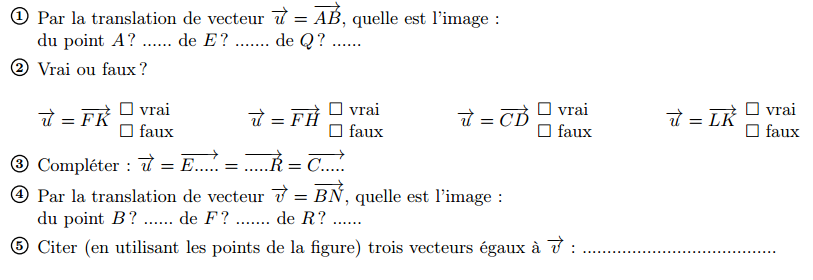 ① Par la translation de vecteur $\overrightarrow{u} = \overrightarrow{AB}$, quelle est l'image :
du point A ? ...... de E ? ....... de Q ? ......
② Vrai ou faux ?
$\overrightarrow{u} = \overrightarrow{FK}$ □ vrai □ faux
$\overrightarrow{u} = \overrightarrow{FH}$ □ vrai □ faux
$\overrightarrow{u} = \overrightarrow{CD}$ □ vrai □ faux
$\overrightarrow{u} = \overrightarrow{LK}$ □ vrai □ faux
③ Compléter : $\overrightarrow{u} = \overrightarrow{E.....} = \overrightarrow{.....R} = \overrightarrow{C.....}$
④ Par la translation de vecteur $\overrightarrow{v} = \overrightarrow{BN}$, quelle est l'image :
du point B ? ...... de F ? ....... de R ? ......
⑤ Citer (en utilisant les points de la figure) trois vecteurs égaux à $\overrightarrow{v}$ : .......................................